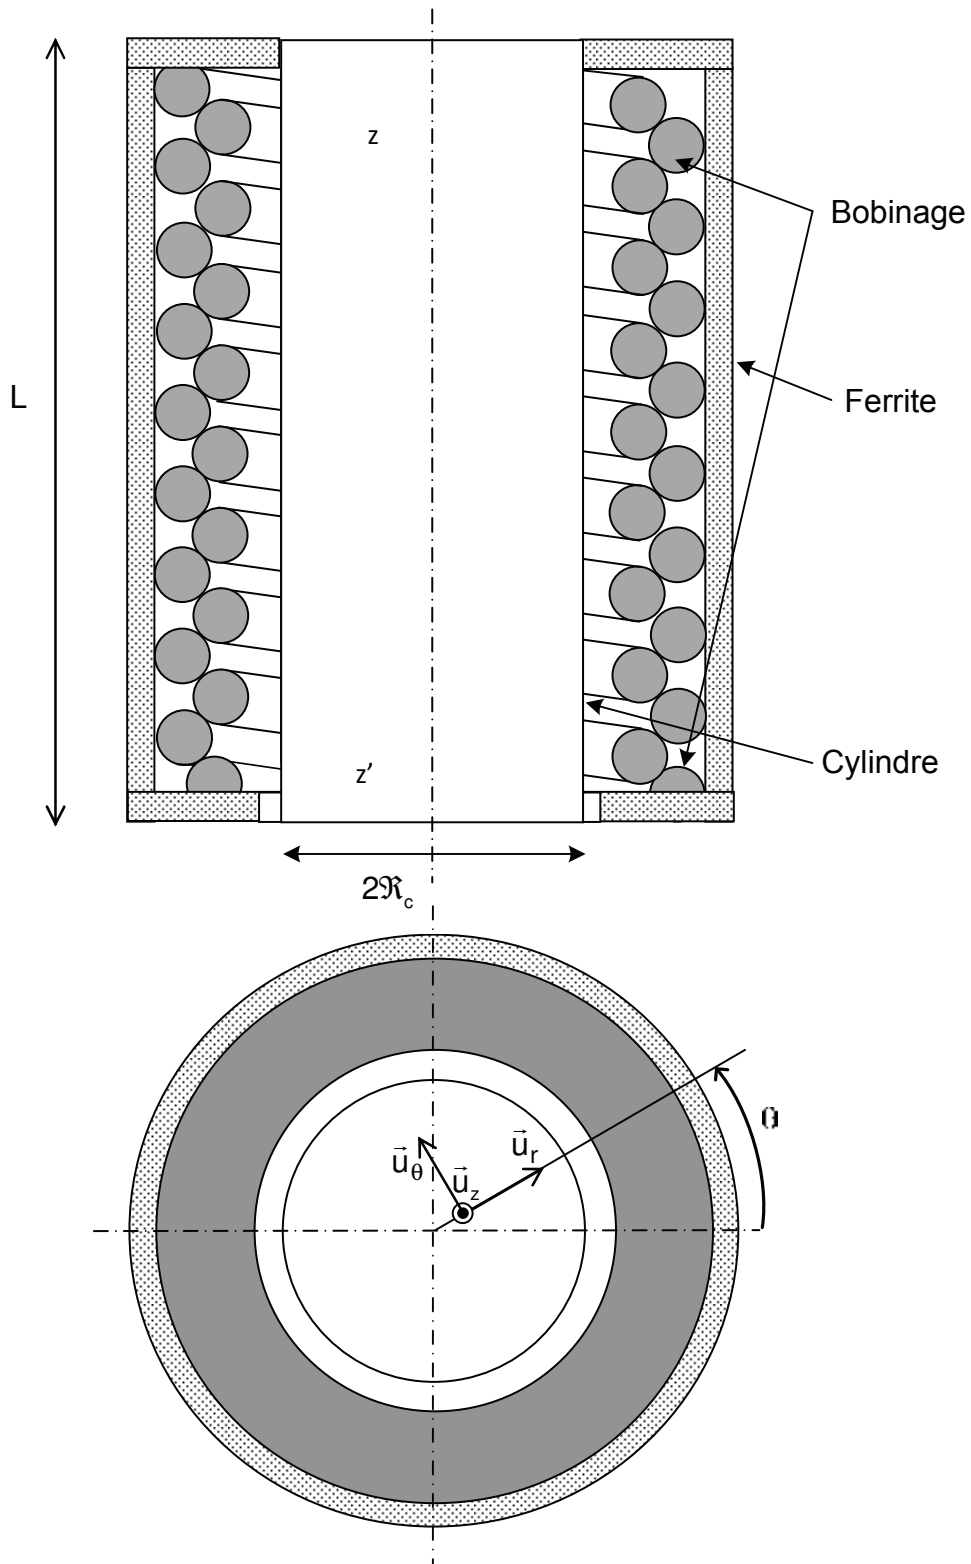 z
Bobinage
L
Ferrite
z'
Cylindre
2ℜc
θ
u⃗r
u⃗θ
u⃗z